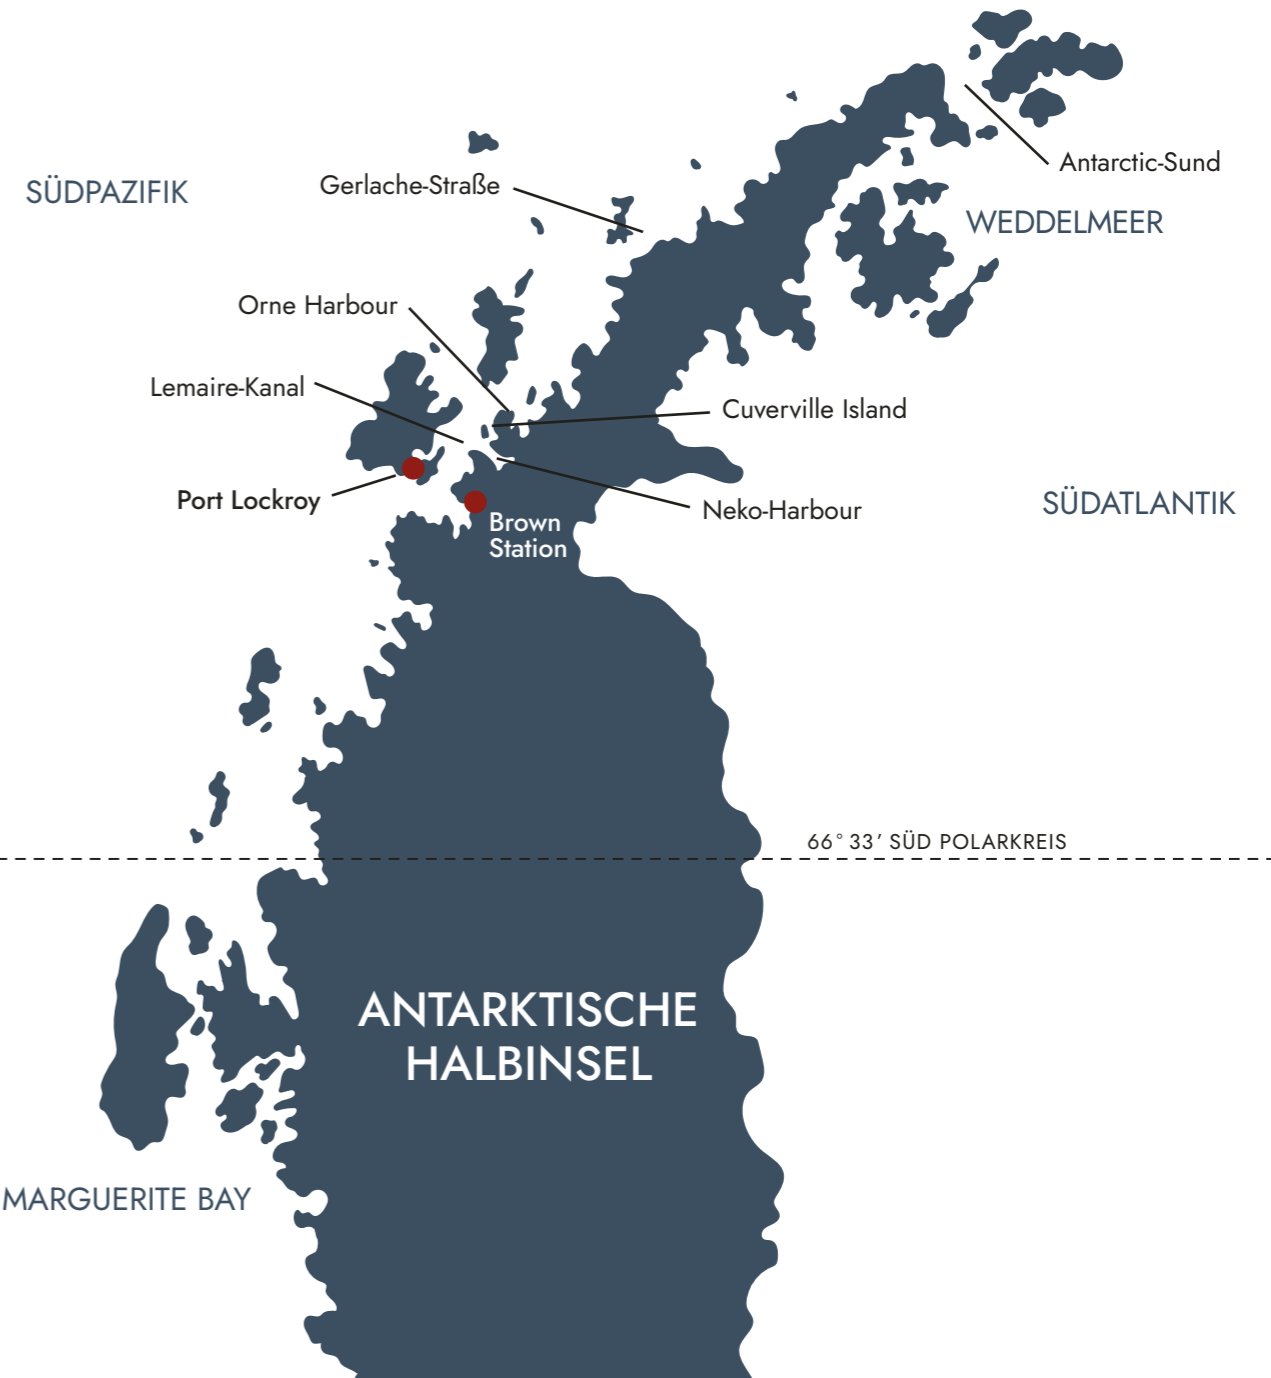 Antarctic-Sund
SÜDPAZIFIK
Gerlache-Straße
WEDDELMEER
Orne Harbour
Lemaire-Kanal
Cuverville Island
Port Lockroy
Neko-Harbour
SÜDATLANTIK
Brown
Station
66° 33’ SÜD POLARKREIS
ANTARKTISCHE
HALBINSEL
MARGUERITE BAY